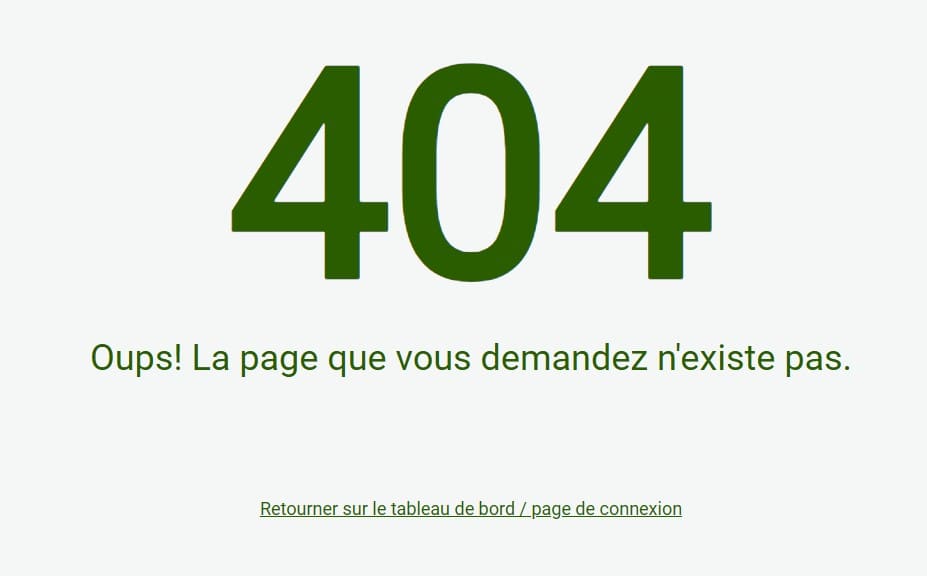 404
Oups! La page que vous demandez n'existe pas.
Retourner sur le tableau de bord / page de connexion